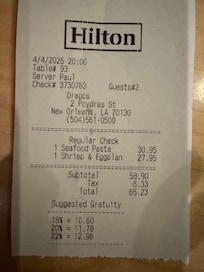 Hilton
4/4/2026 20:00
Table# 93
Server Paul
Check# 3730763 Guests#2
Dragos
2 Poydras St
New Orleans, LA 70130
(504)561-0500
Regular Check
1 Seafood Pasta 30.95
1 Shrimp & Eggplan 27.95
Subtotal 58.90
Tax 6.33
Total 65.23
Suggested Gratuity
18% = 10.60
20% = 11.78
22% = 12.96